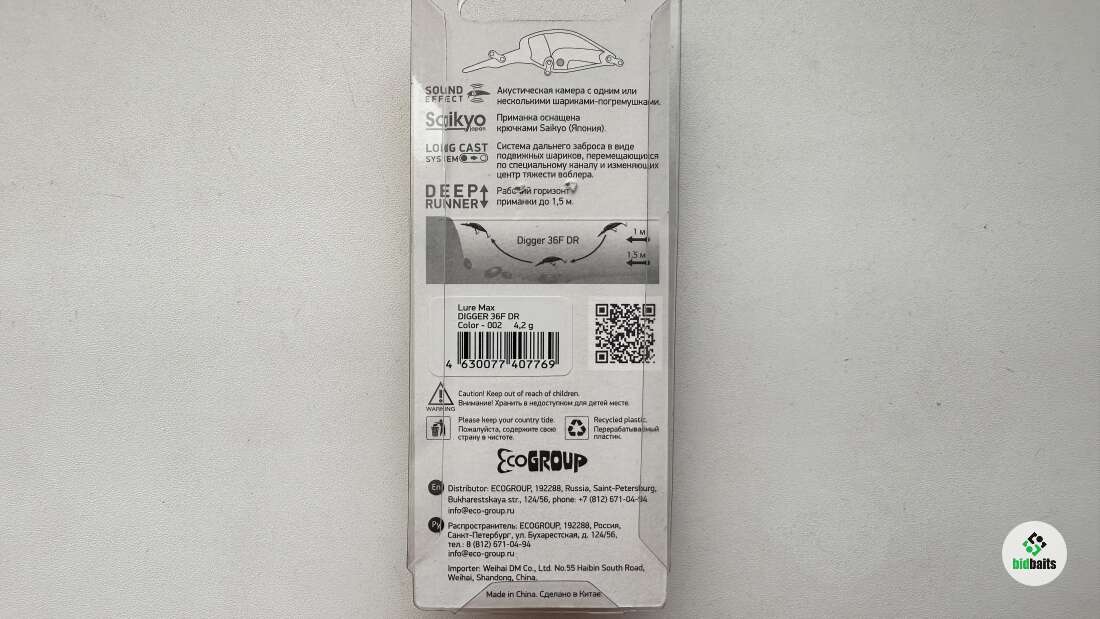 SOUND
EFFECT
Акустическая камера с одним или
несколькими шариками-погремушками.
Saikyo
japan
Приманка оснащена
крючками Saikyo (Япония).
LONG CAST
SYSTEM
Система дальнего заброса в виде
подвижных шариков, перемещающихся
по специальному каналу и изменяющих
центр тяжести воблера.
DEEP
RUNNER
Рабочий горизонт
приманки до 1,5 м.
Digger 36F DR
1 м
1,5 м
Lure Max
DIGGER 36F DR
Color - 002 4,2 g
4 630077 407769
WARNING
Caution! Keep out of reach of children.
Внимание! Хранить в недоступном для детей месте.
Please keep your country tide.
Пожалуйста, содержите свою
страну в чистоте.
Recycled plastic.
Перерабатываемый
пластик.
ECOGROUP
En
Distributor: ECOGROUP, 192288, Russia, Saint-Petersburg,
Bukharestskaya str., 124/56, phone: +7 (812) 671-04-94
info@eco-group.ru
Ру
Распространитель: ECOGROUP, 192288, Россия,
Санкт-Петербург, ул. Бухарестская, д. 124/56,
тел.: 8 (812) 671-04-94
info@eco-group.ru
Importer: Weihai DM Co., Ltd. No.55 Haibin South Road,
Weihai, Shandong, China.
Made in China. Сделано в Китае
bidbaits